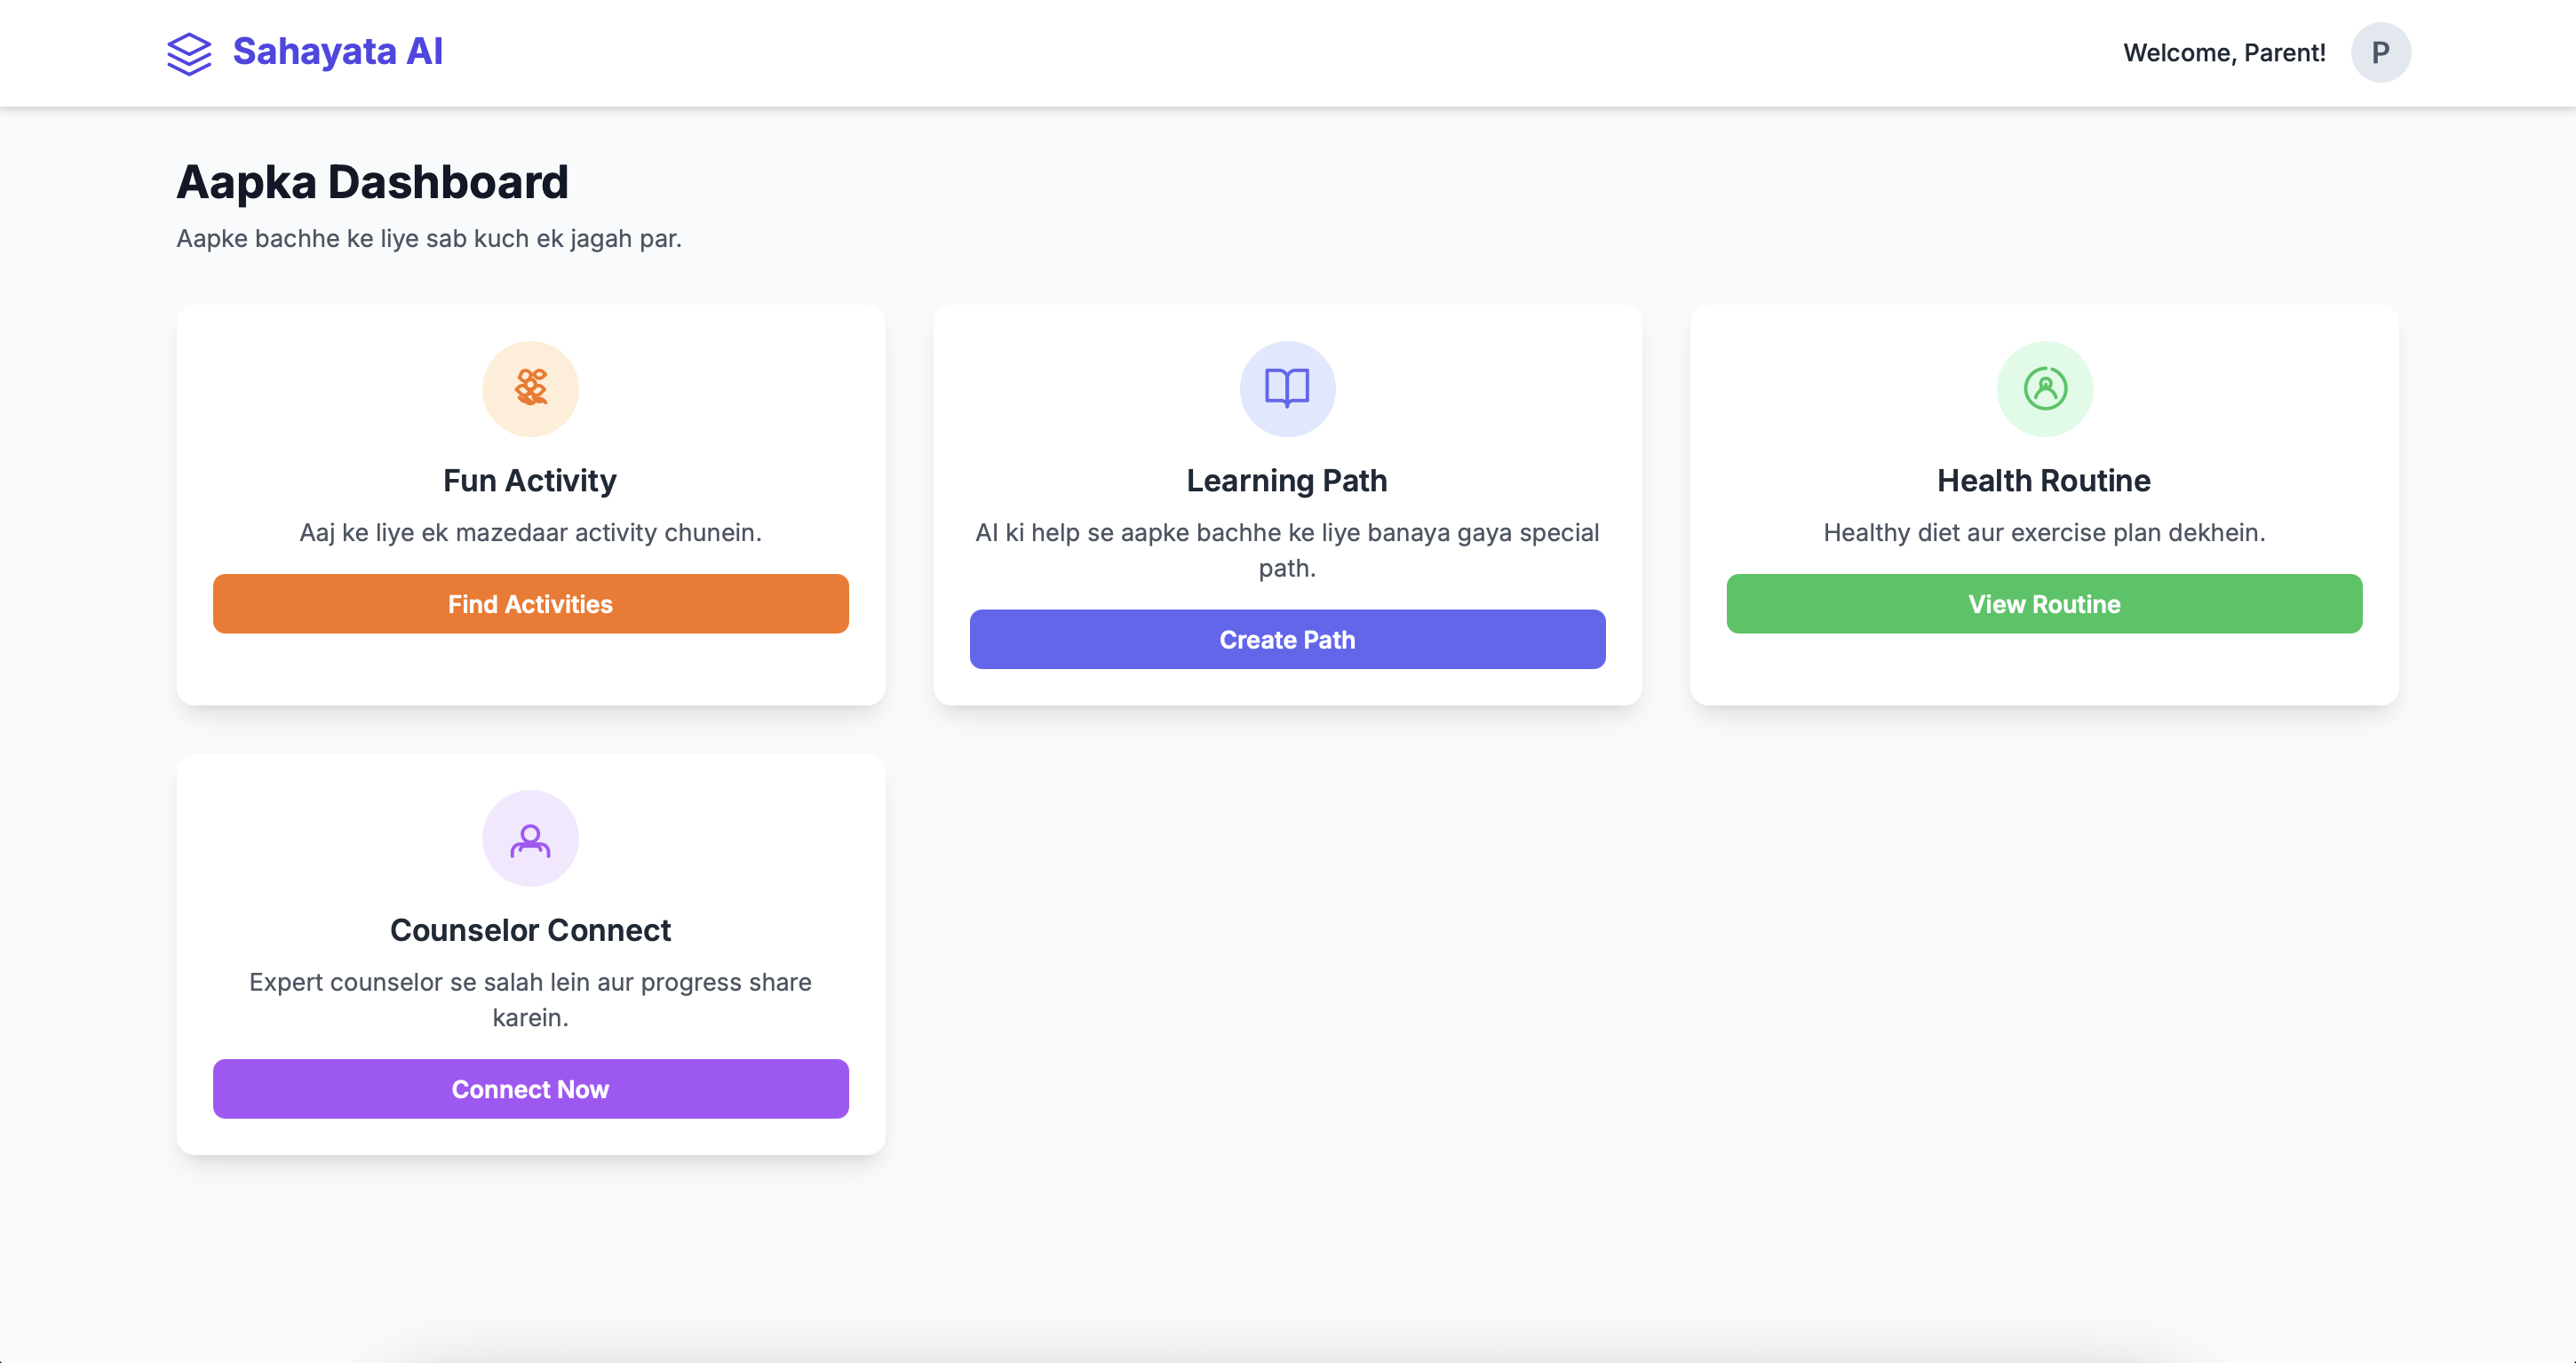 Sahayata AI
Welcome, Parent!
P
Aapka Dashboard
Aapke bachhe ke liye sab kuch ek jagah par.
Fun Activity
Aaj ke liye ek mazedaar activity chunein.
Find Activities
Learning Path
AI ki help se aapke bachhe ke liye banaya gaya special
path.
Create Path
Health Routine
Healthy diet aur exercise plan dekhein.
View Routine
Counselor Connect
Expert counselor se salah lein aur progress share
karein.
Connect Now